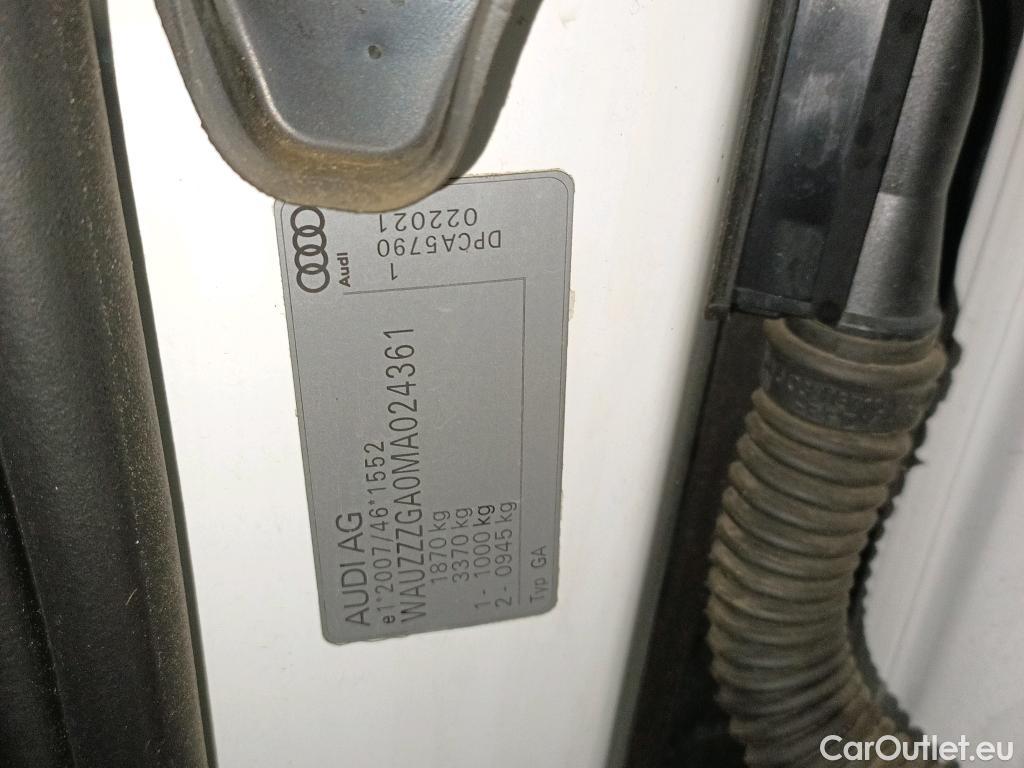 AUDI AG
e1*2007/46*1552
WAUZZZGA0MA024361
1870 kg
3370 kg
1 - 1000 kg
2 - 0945 kg
Typ GA
Audi
1
022021
DPCA5790
CarOutlet.eu